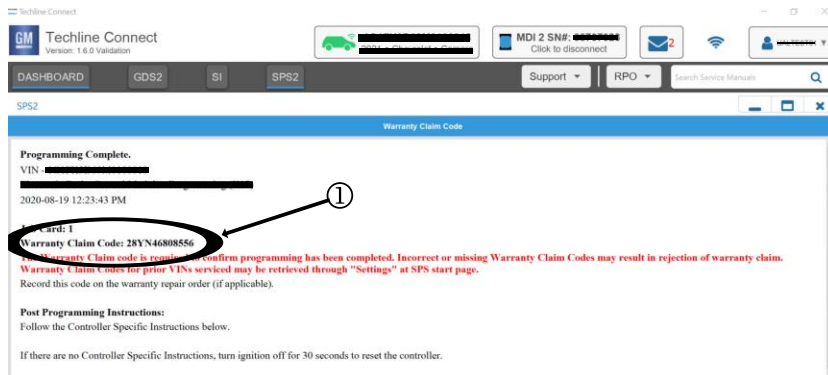 Techline Connect
GM Techline Connect
Version: 1.6.0 Validation
MDI 2 SN#:
Click to disconnect
2
DASHBOARD GDS2 SI SPS2 Support RPO Search Service Manuals
SPS2
Warranty Claim Code
Programming Complete.
VIN -
2020-08-19 12:23:43 PM
1
Card: 1
Warranty Claim Code: 28YN46808556
The Warranty Claim code is required to confirm programming has been completed. Incorrect or missing Warranty Claim Codes may result in rejection of warranty claim.
Warranty Claim Codes for prior VINs serviced may be retrieved through "Settings" at SPS start page.
Record this code on the warranty repair order (if applicable).
Post Programming Instructions:
Follow the Controller Specific Instructions below.
If there are no Controller Specific Instructions, turn ignition off for 30 seconds to reset the controller.